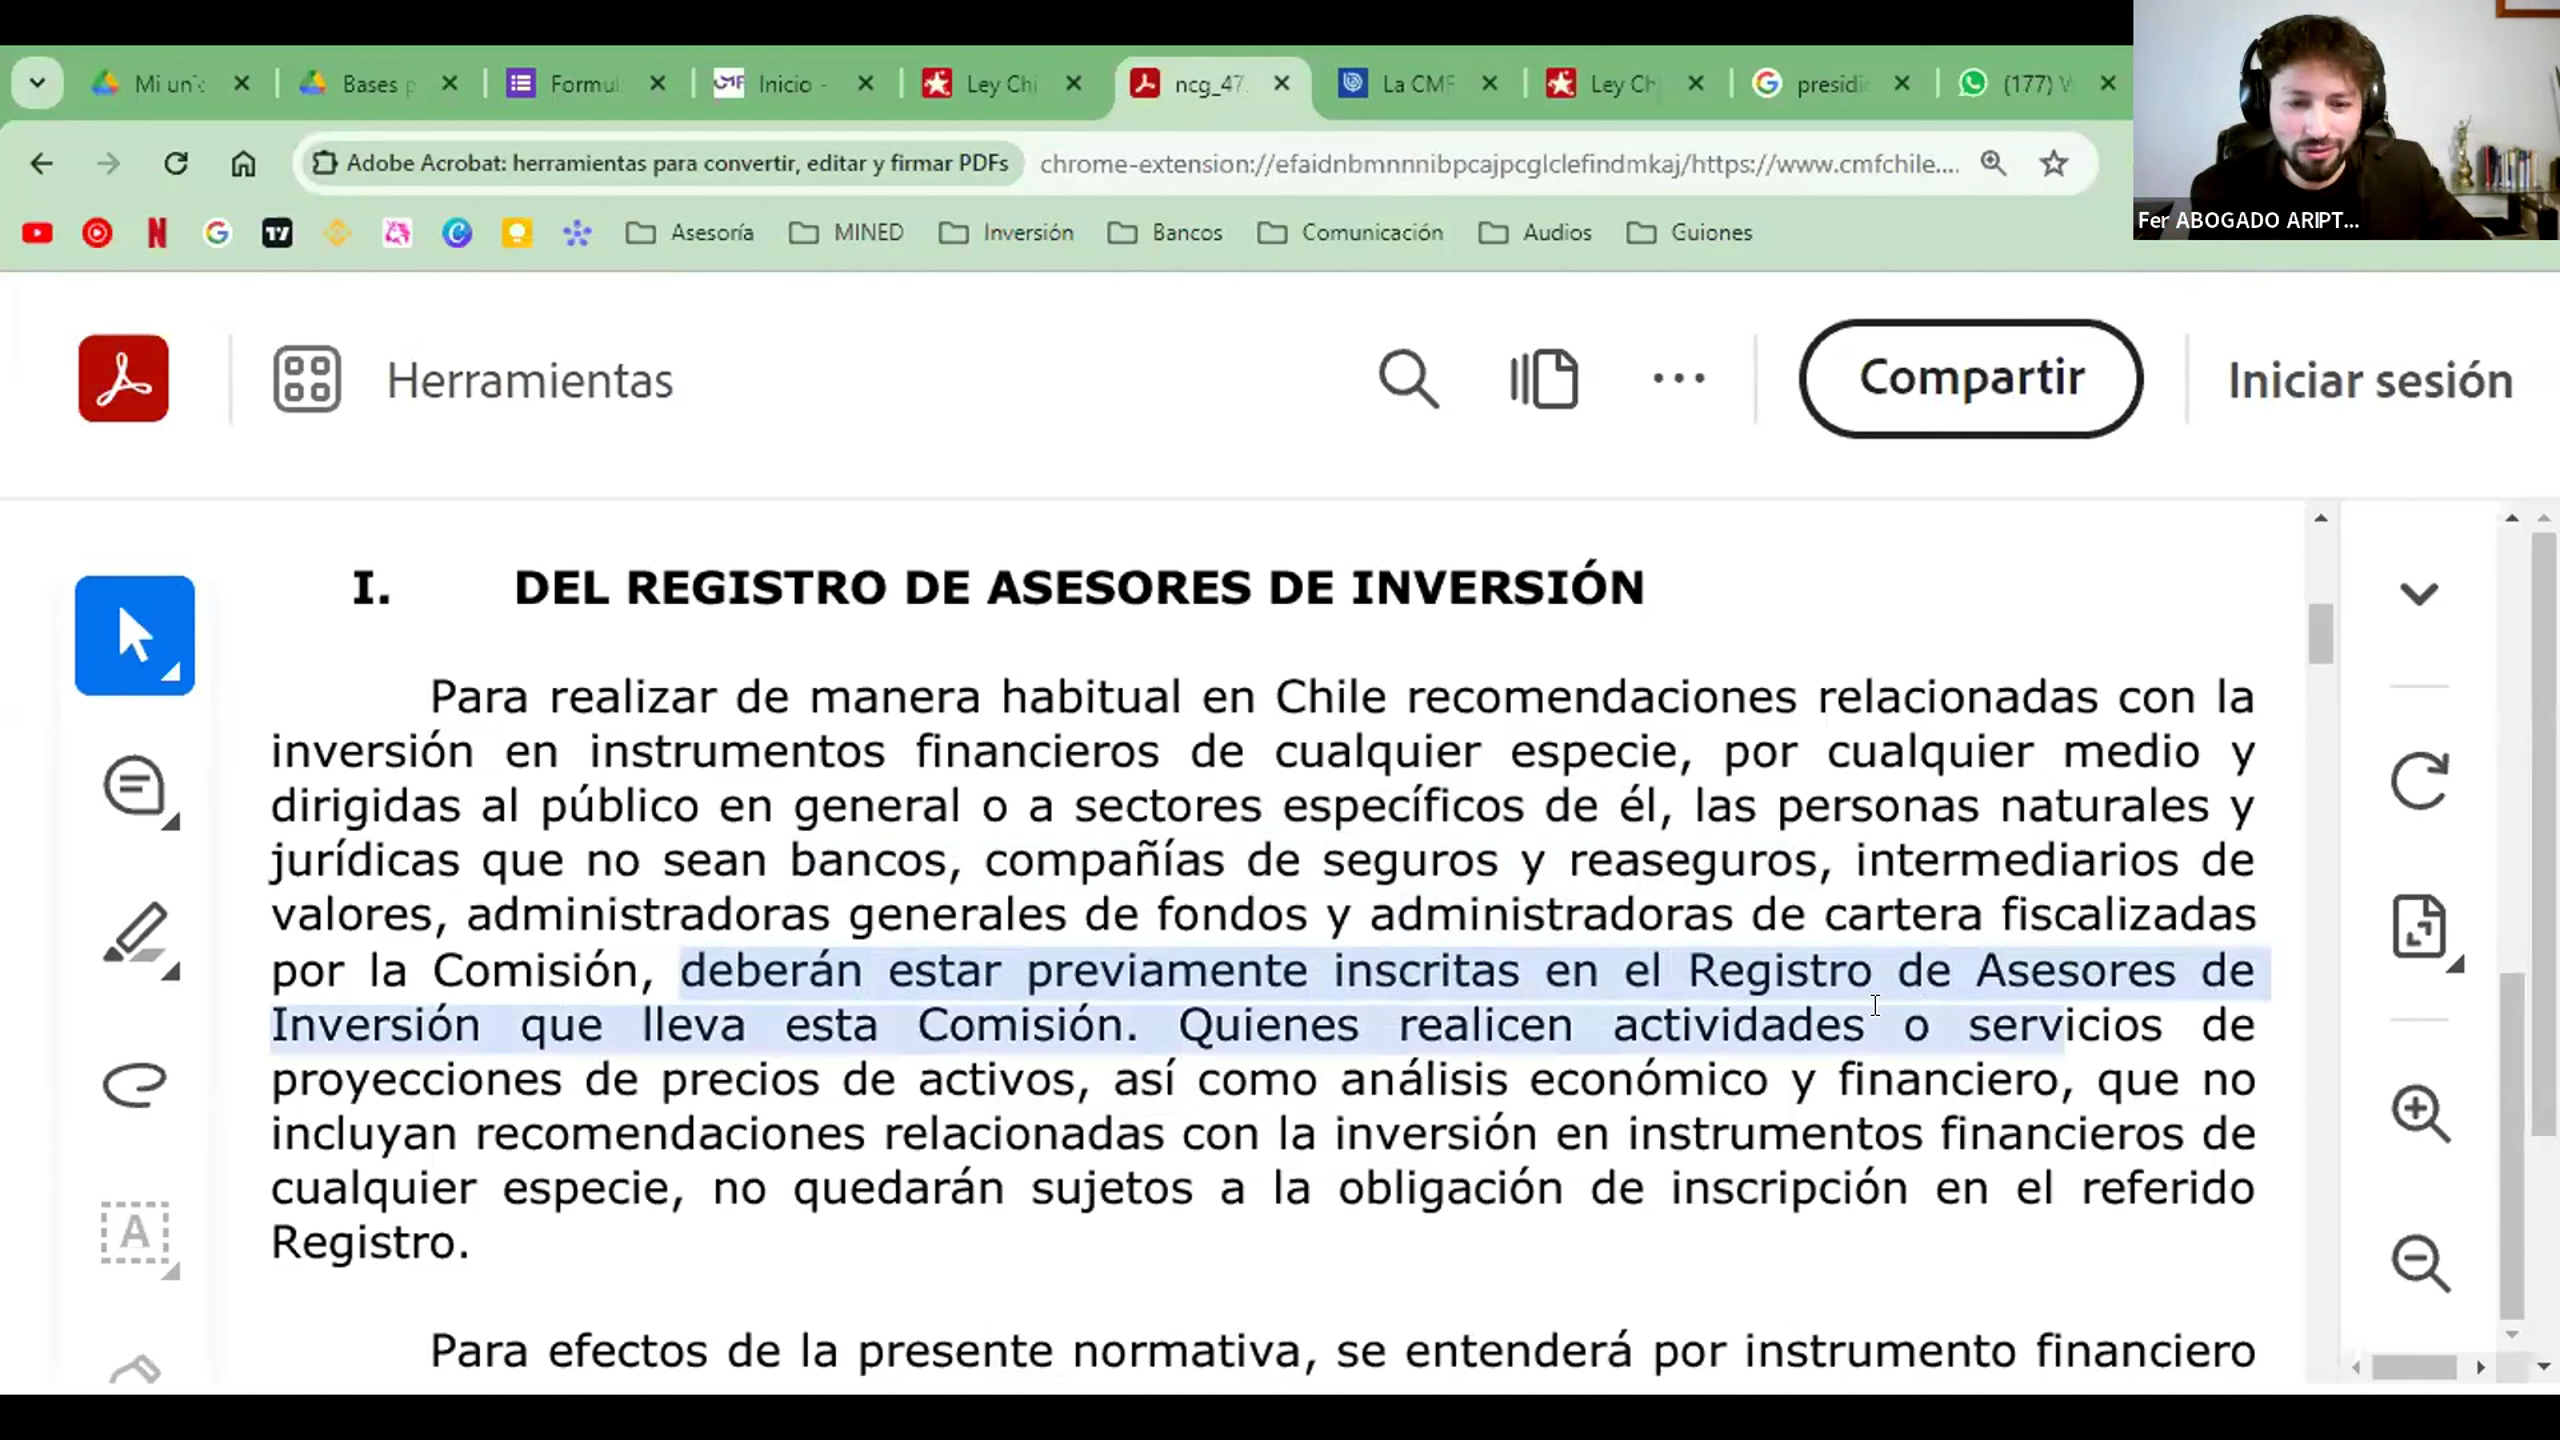 Mi uni
Bases p
Formul
CMF
Inicio -
Ley Chi
ncg_47
La CMF
Ley Ch
presid
(177) W
Adobe Acrobat: herramientas para convertir, editar y firmar PDFs
chrome-extension://efaidnbmnnnibpcajpcglclefindmkaj/https://www.cmfchile....
Fer ABOGADO ARIPT...
Asesoría
MINED
Inversión
Bancos
Comunicación
Audios
Guiones
Herramientas
Compartir
Iniciar sesión
I. DEL REGISTRO DE ASESORES DE INVERSIÓN
Para realizar de manera habitual en Chile recomendaciones relacionadas con la
inversión en instrumentos financieros de cualquier especie, por cualquier medio y
dirigidas al público en general o a sectores específicos de él, las personas naturales y
jurídicas que no sean bancos, compañías de seguros y reaseguros, intermediarios de
valores, administradoras generales de fondos y administradoras de cartera fiscalizadas
por la Comisión, deberán estar previamente inscritas en el Registro de Asesores de
Inversión que lleva esta Comisión. Quienes realicen actividades o servicios de
proyecciones de precios de activos, así como análisis económico y financiero, que no
incluyan recomendaciones relacionadas con la inversión en instrumentos financieros de
cualquier especie, no quedarán sujetos a la obligación de inscripción en el referido
Registro.
Para efectos de la presente normativa, se entenderá por instrumento financiero